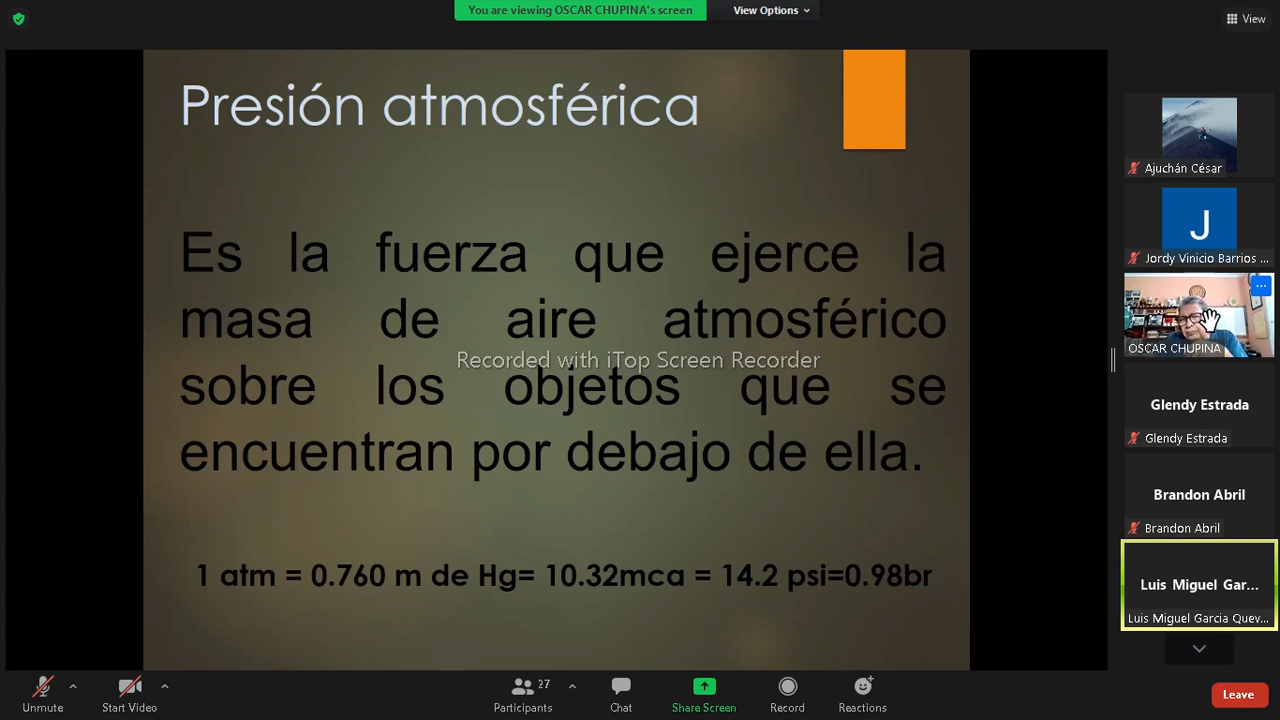 You are viewing OSCAR CHUPINA's screen
View Options
View
Presión atmosférica
Es la fuerza que ejerce la
masa de aire atmosférico
Recorded with iTop Screen Recorder
sobre los objetos que se
encuentran por debajo de ella.
1 atm = 0.760 m de Hg= 10.32mca = 14.2 psi=0.98br
Ajuchán César
J
Jordy Vinicio Barrios ...
OSCAR CHUPINA
Glendy Estrada
Glendy Estrada
Brandon Abril
Brandon Abril
Luis Miguel Gar...
Luis Miguel Garcia Quev...
Unmute
Start Video
27
Participants
Chat
Share Screen
Record
Reactions
Leave